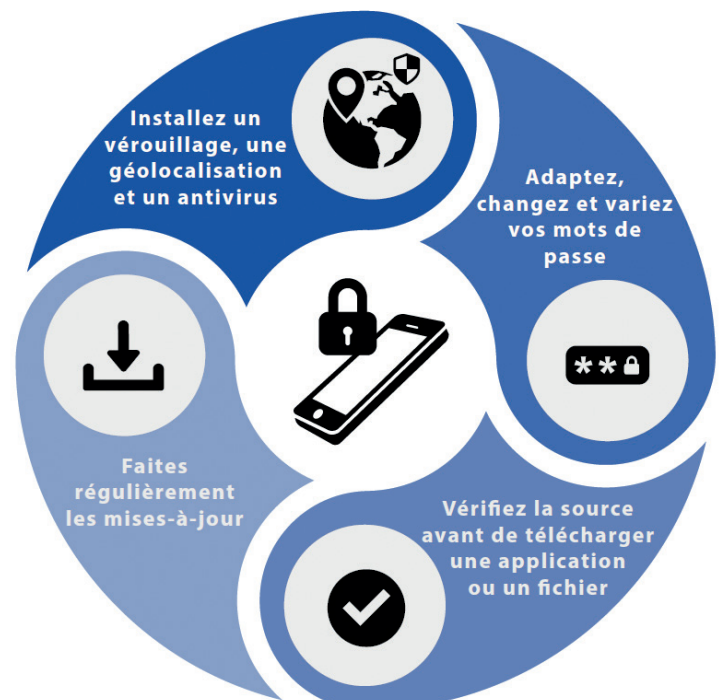 Installez un
vérouillage, une
géolocalisation
et un antivirus
Adaptez,
changez et variez
vos mots de
passe
**
Vérifiez la source
avant de télécharger
une application
ou un fichier
Faites
régulièrement
les mises-à-jour